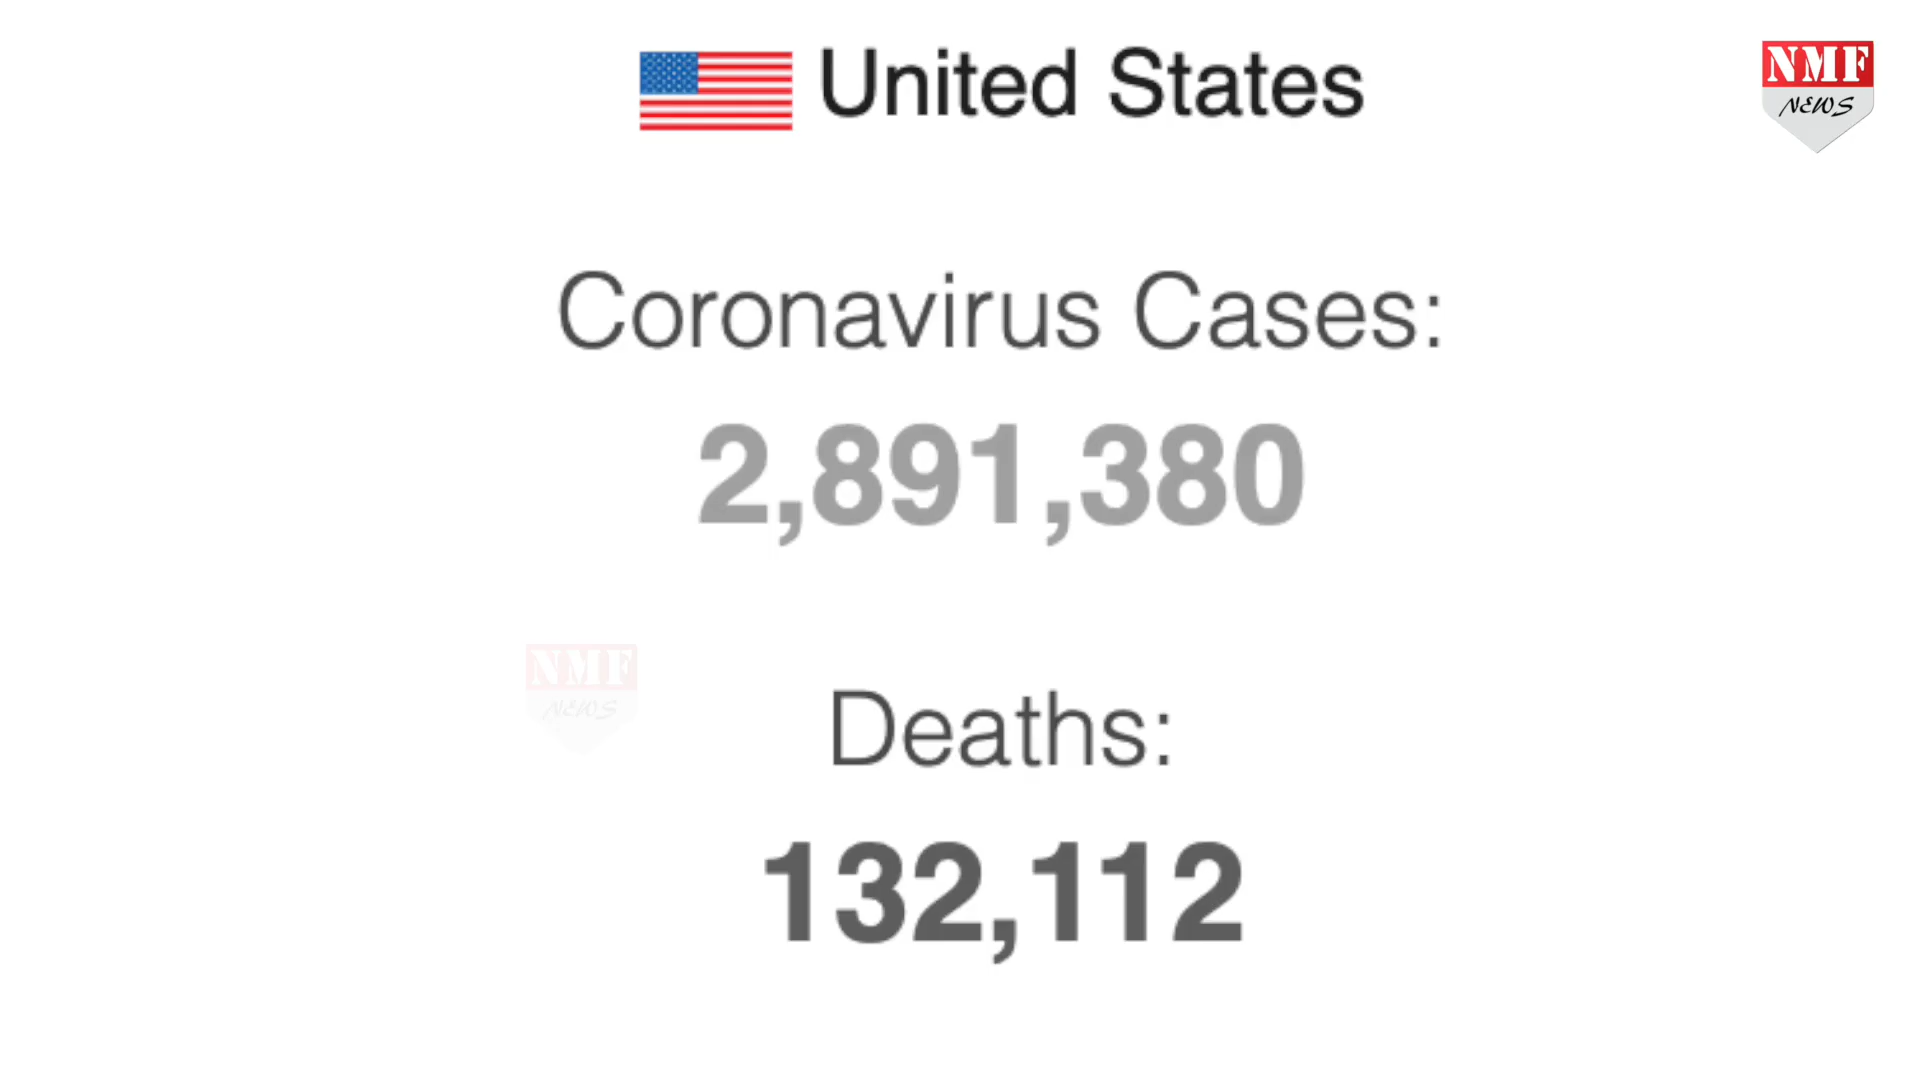 United States
NMF
NEWS
Coronavirus Cases:
2,891,380
NMF
NEWS
Deaths:
132,112